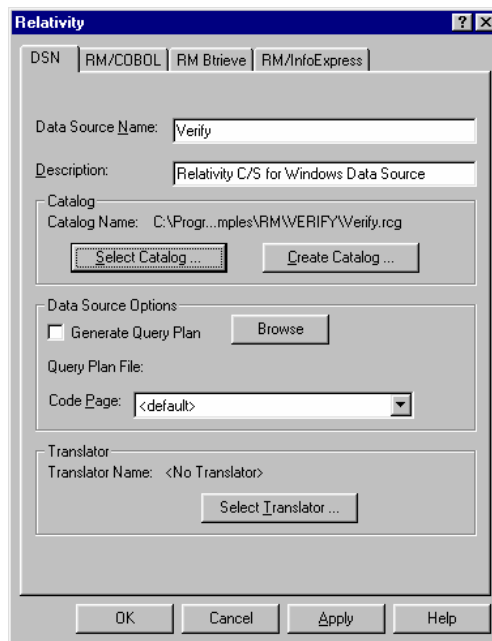 Relativity
DSN RM/COBOL RM Btrieve RM/InfoExpress
Data Source Name: Verify
Description: Relativity C/S for Windows Data Source
Catalog
Catalog Name: C:\Progr...mples\RM\VERIFY\Verify.rcg
Select Catalog ... Create Catalog ...
Data Source Options
Generate Query Plan Browse
Query Plan File:
Code Page: <default>
Translator
Translator Name: <No Translator>
Select Translator ...
OK Cancel Apply Help